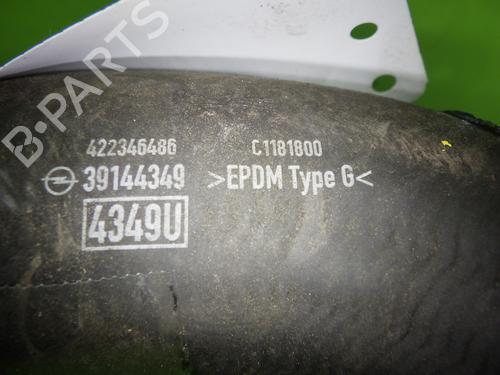 B-PARTS
422346486 C1181800
39144349 >EPDM Type G<
4349U